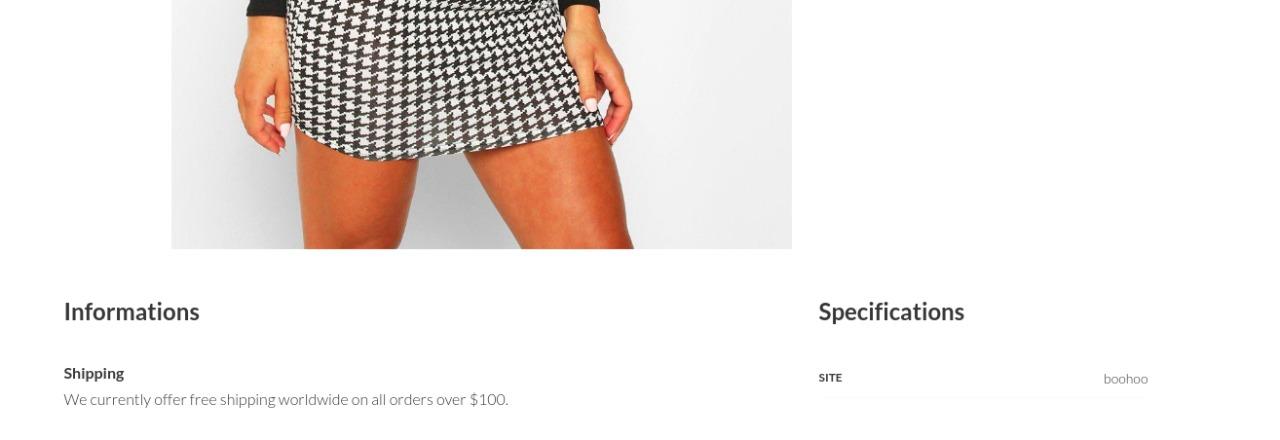 Informations
Specifications
Shipping
We currently offer free shipping worldwide on all orders over $100.
SITE
boohoo